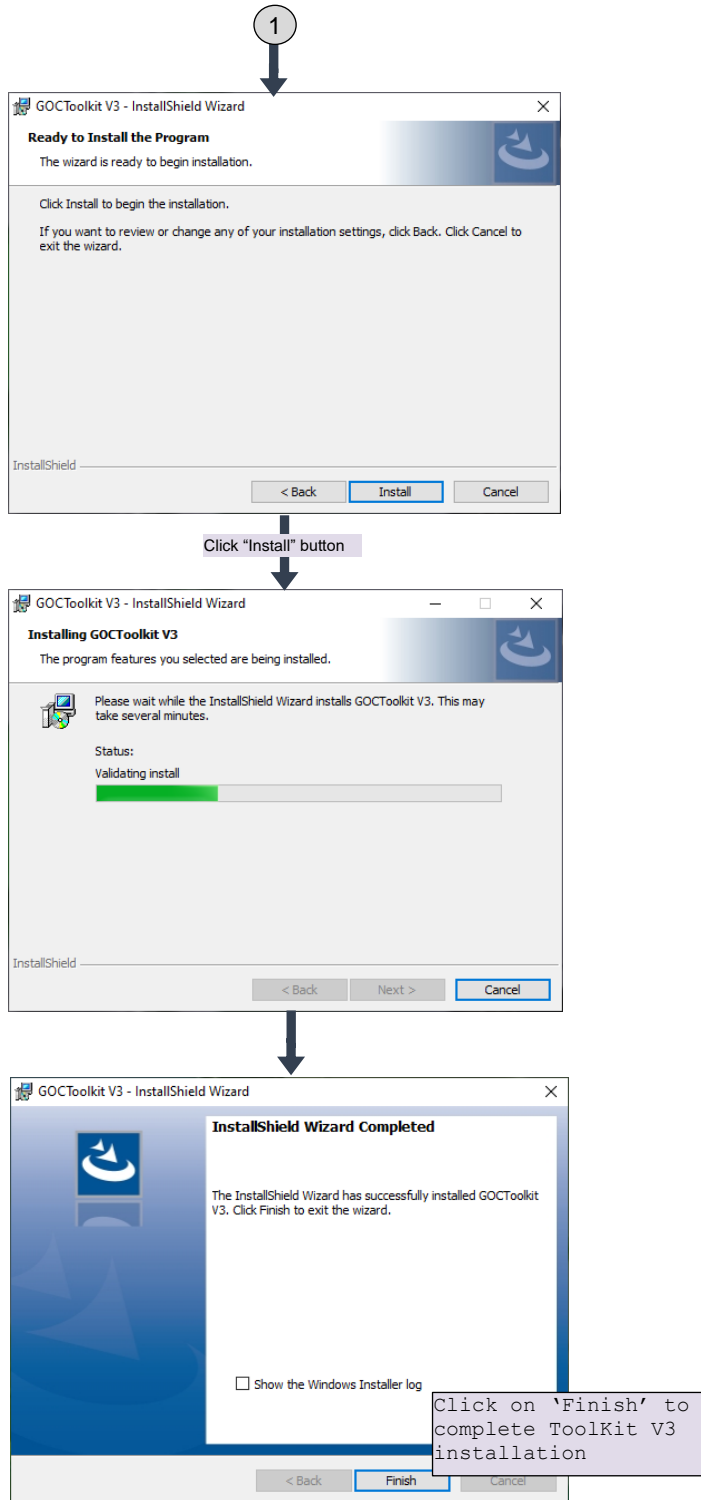 1
GOCToolkit V3 - InstallShield Wizard
Ready to Install the Program
The wizard is ready to begin installation.
Click Install to begin the installation.
If you want to review or change any of your installation settings, click Back. Click Cancel to
exit the wizard.
InstallShield
< Back Install Cancel
Click “Install” button
GOCToolkit V3 - InstallShield Wizard
Installing GOCToolkit V3
The program features you selected are being installed.
Please wait while the InstallShield Wizard installs GOCToolkit V3. This may
take several minutes.
Status:
Validating install
InstallShield
< Back Next > Cancel
GOCToolkit V3 - InstallShield Wizard
InstallShield Wizard Completed
The InstallShield Wizard has successfully installed GOCToolkit
V3. Click Finish to exit the wizard.
Show the Windows Installer log
Click on ‘Finish’ to
complete ToolKit V3
installation
< Back Finish Cancel